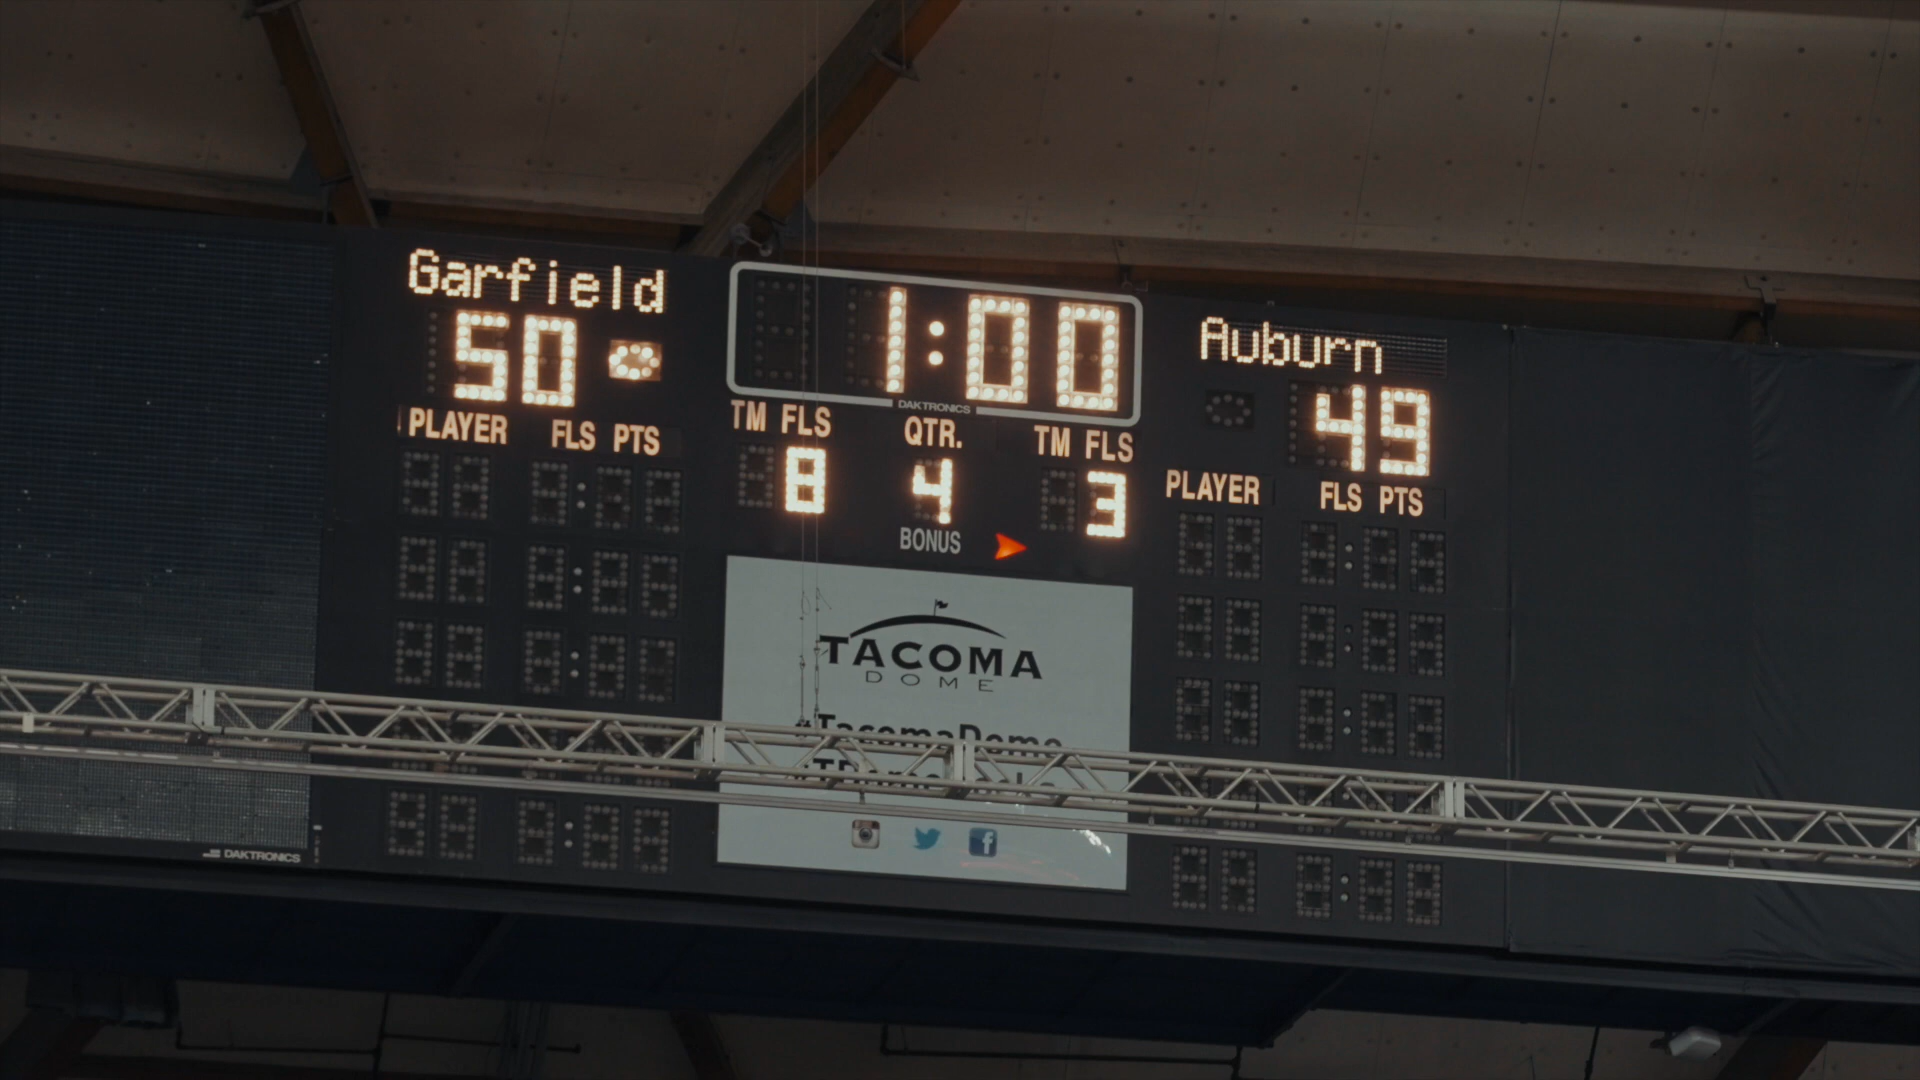 Garfield
50
1:00
Auburn
49
DAKTRONICS
PLAYER FLS PTS
TM FLS
QTR.
TM FLS
PLAYER FLS PTS
8
4
3
BONUS
TACOMA
DOME
#TacomaDome
DAKTRONICS